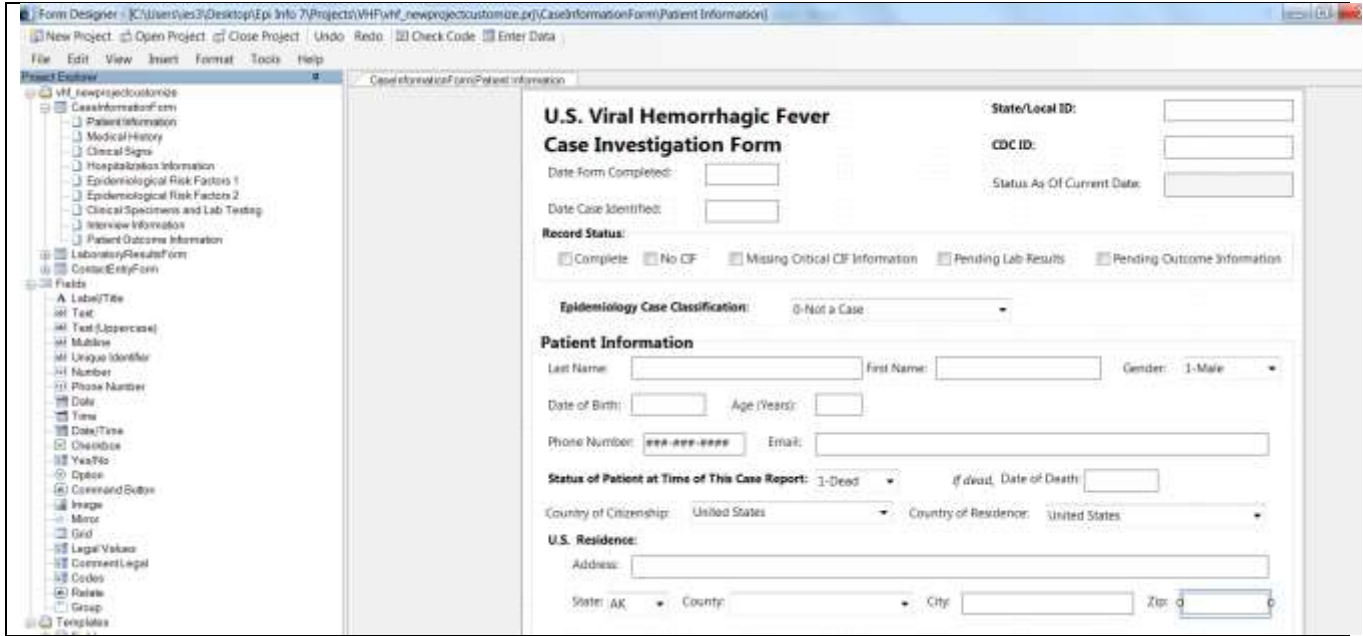 Form Designer - [C:\Users\ies3\Desktop\Epi Info 7\Projects\VHF\vhf_newprojectcustomize.prj\CaseInformationForm\Patient Information]
New Project Open Project Close Project Undo Redo Check Code Enter Data
File Edit View Insert Format Tools Help
Project Explorer
CaseInformationForm\Patient Information
vhf_newprojectcustomize
CaseInformationForm
Patient Information
Medical History
Clinical Signs
Hospitalization Information
Epidemiological Risk Factors 1
Epidemiological Risk Factors 2
Clinical Specimens and Lab Testing
Interview Information
Patient Outcome Information
LaboratoryResultsForm
ContactEntryForm
Fields
Label/Title
Text
Text (Uppercase)
Multiline
Unique Identifier
Number
Phone Number
Date
Time
Date/Time
Checkbox
Yes/No
Option
Command Button
Image
Mirror
Grid
Legal Values
Comment Legal
Codes
Relate
Group
Templates
U.S. Viral Hemorrhagic Fever
Case Investigation Form
State/Local ID:
CDC ID:
Date Form Completed:
Status As Of Current Date:
Date Case Identified:
Record Status:
Complete No CIF Missing Critical CIF Information Pending Lab Results Pending Outcome Information
Epidemiology Case Classification: 0-Not a Case
Patient Information
Last Name: First Name: Gender: 1-Male
Date of Birth: Age (Years):
Phone Number: ###-###-#### Email:
Status of Patient at Time of This Case Report: 1-Dead If dead, Date of Death:
Country of Citizenship: United States Country of Residence: United States
U.S. Residence:
Address:
State: AK County: City: Zip: